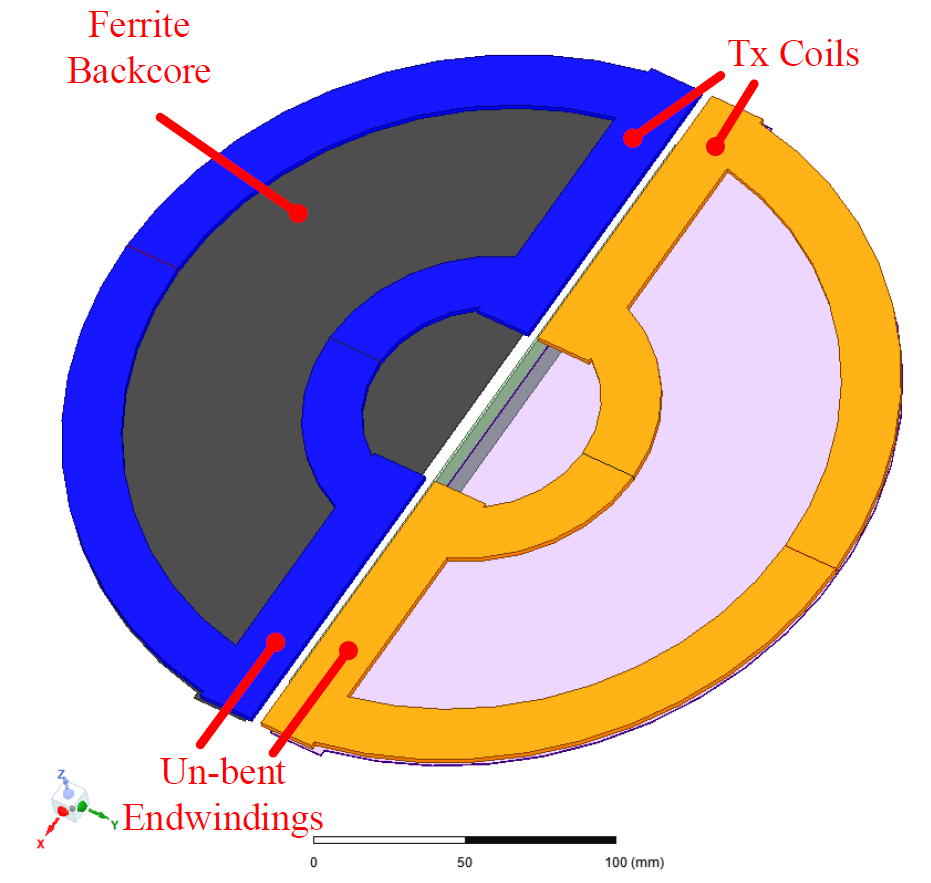 Ferrite
Backcore
Tx Coils
Un-bent
Endwindings
Z
Y
X
0
50
100 (mm)